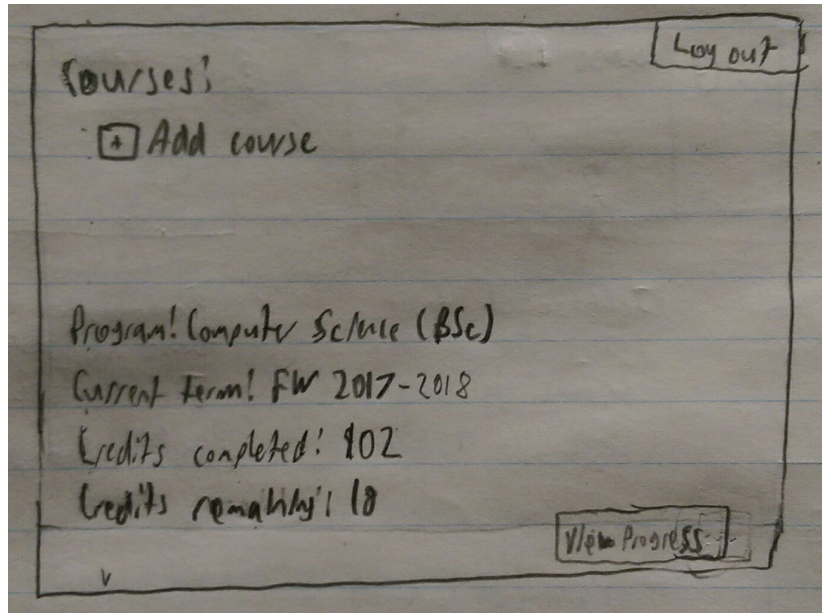 Log out
Courses:
+ Add course
Program: Computer Science (BSc)
Current term: FW 2017-2018
Credits completed: 102
Credits remaining: 18
View Progress